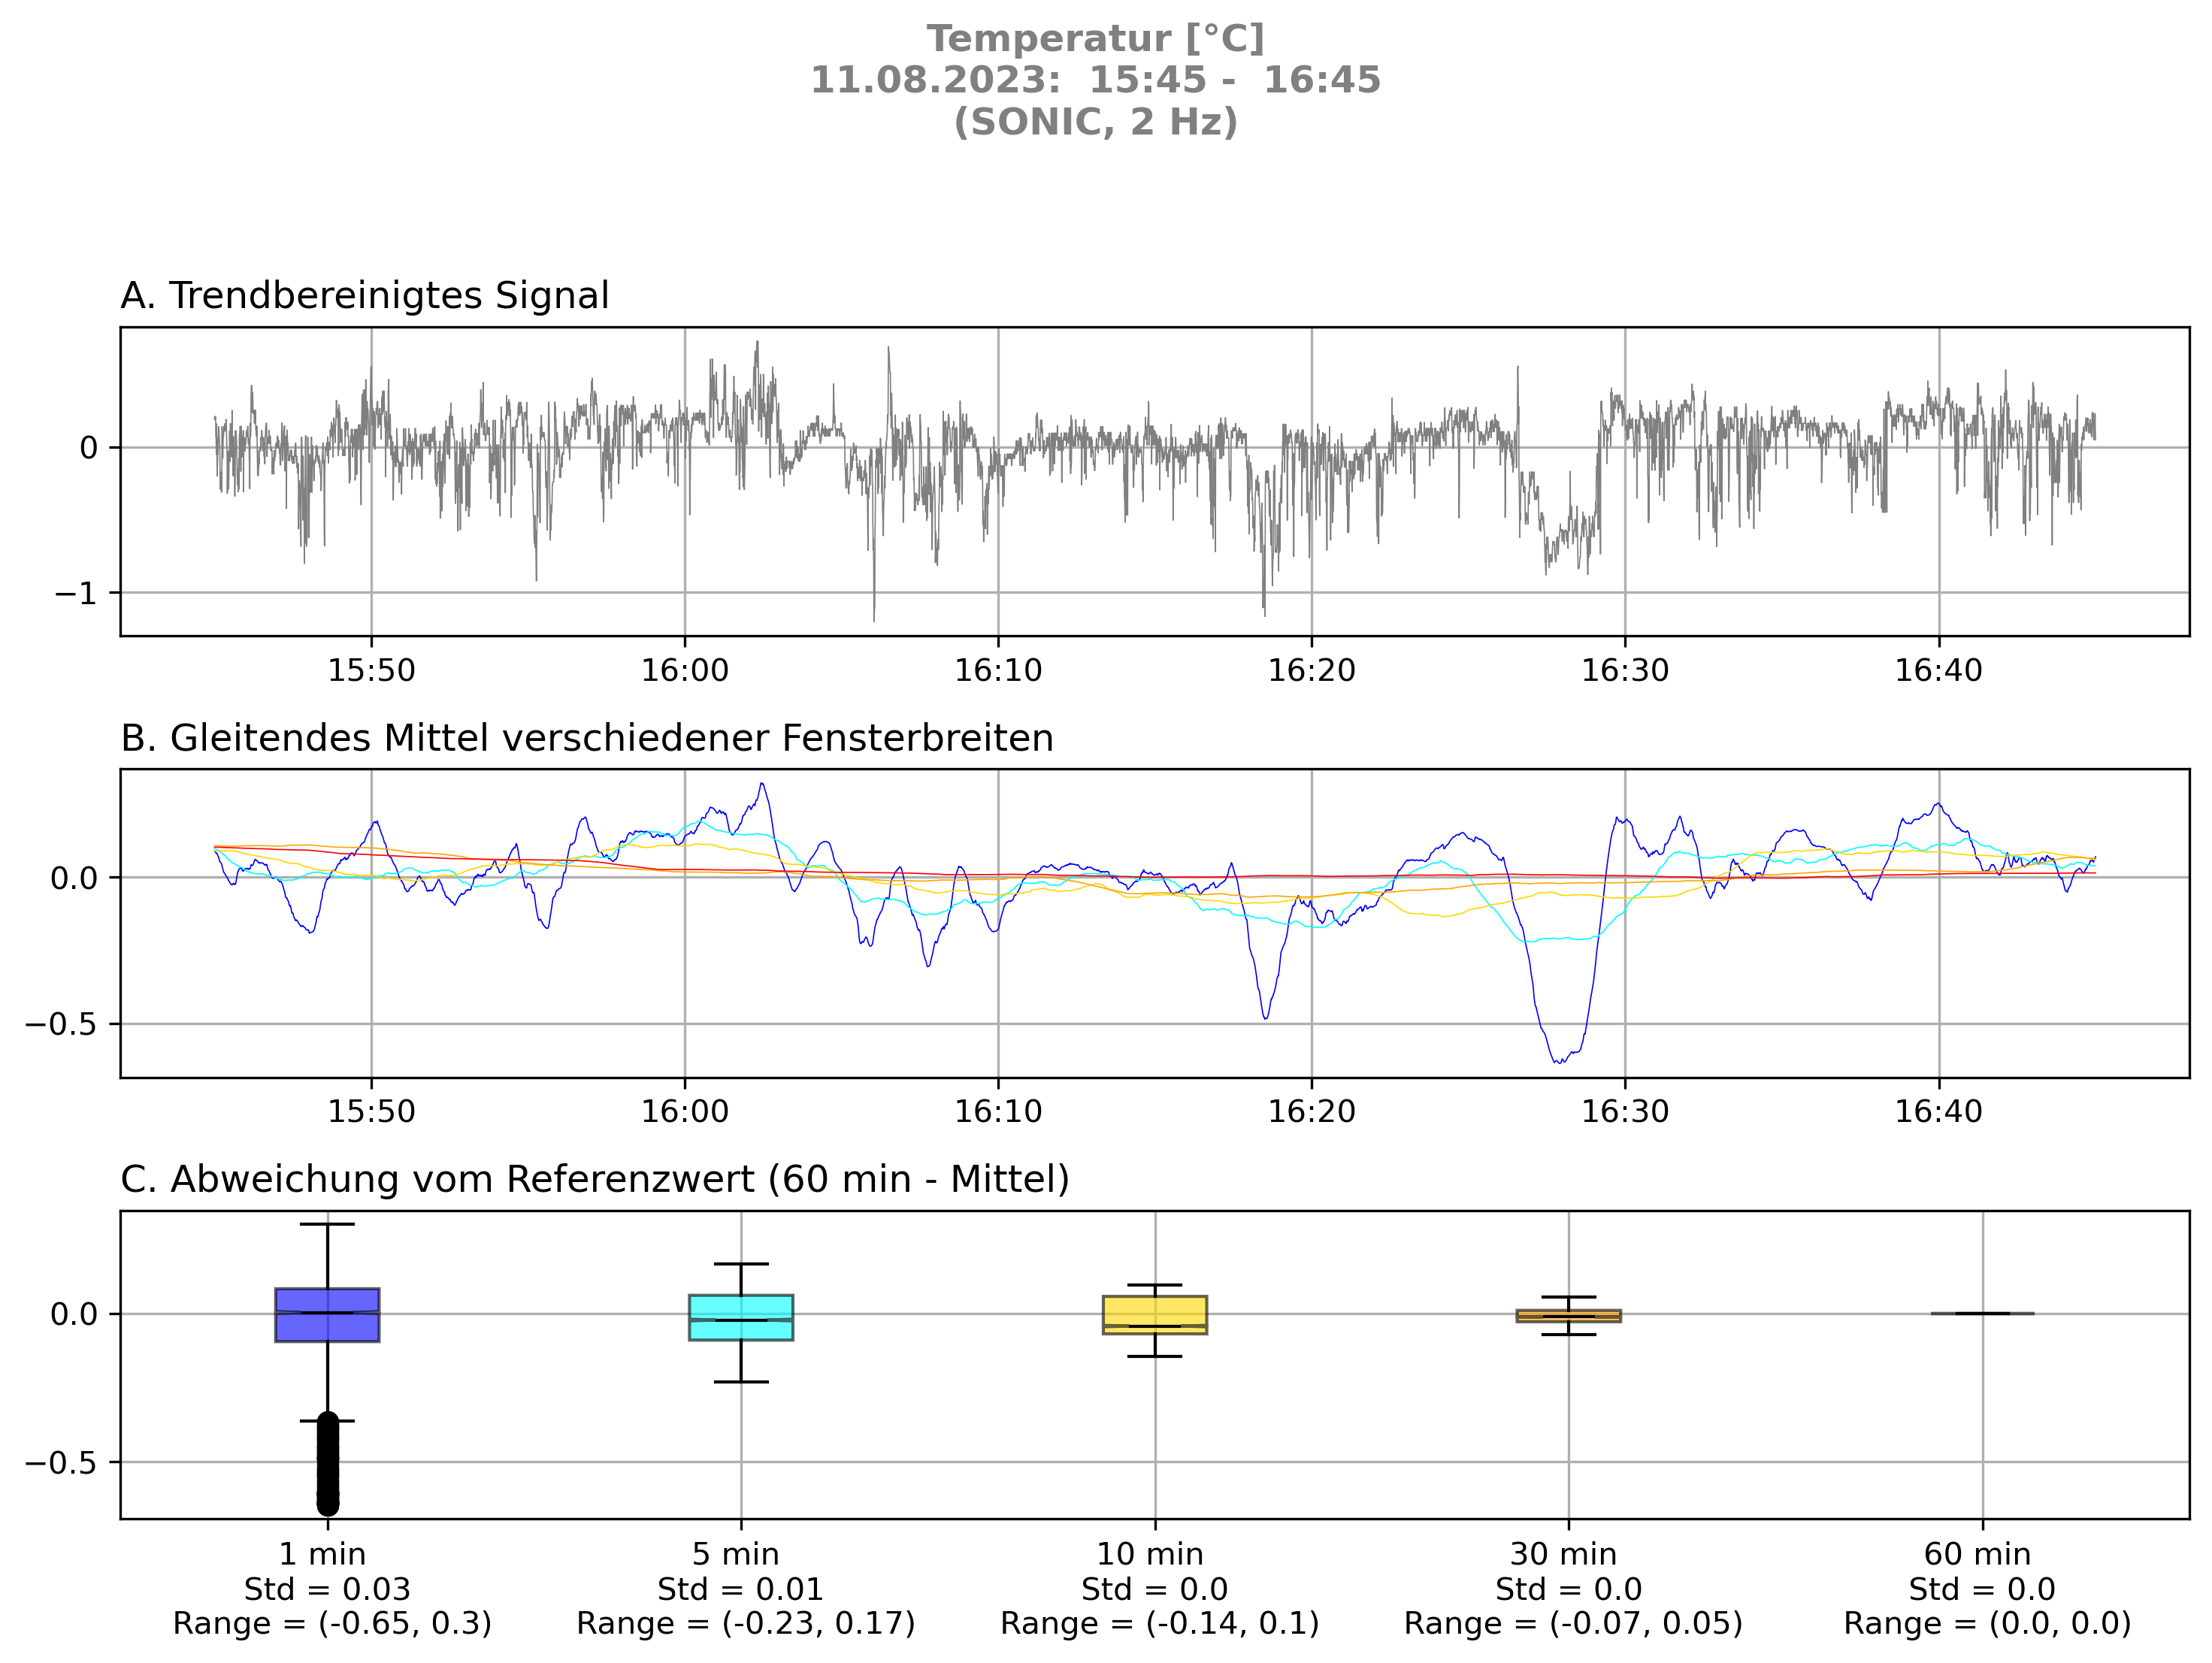 Temperatur [°C]
11.08.2023:  15:45 -  16:45
(SONIC, 2 Hz)
A. Trendbereinigtes Signal
0
−1
15:50 16:00 16:10 16:20 16:30 16:40
B. Gleitendes Mittel verschiedener Fensterbreiten
0.0
−0.5
15:50 16:00 16:10 16:20 16:30 16:40
C. Abweichung vom Referenzwert (60 min - Mittel)
0.0
−0.5
1 min 5 min 10 min 30 min 60 min
Std = 0.03 Std = 0.01 Std = 0.0 Std = 0.0 Std = 0.0
Range = (-0.65, 0.3) Range = (-0.23, 0.17) Range = (-0.14, 0.1) Range = (-0.07, 0.05) Range = (0.0, 0.0)